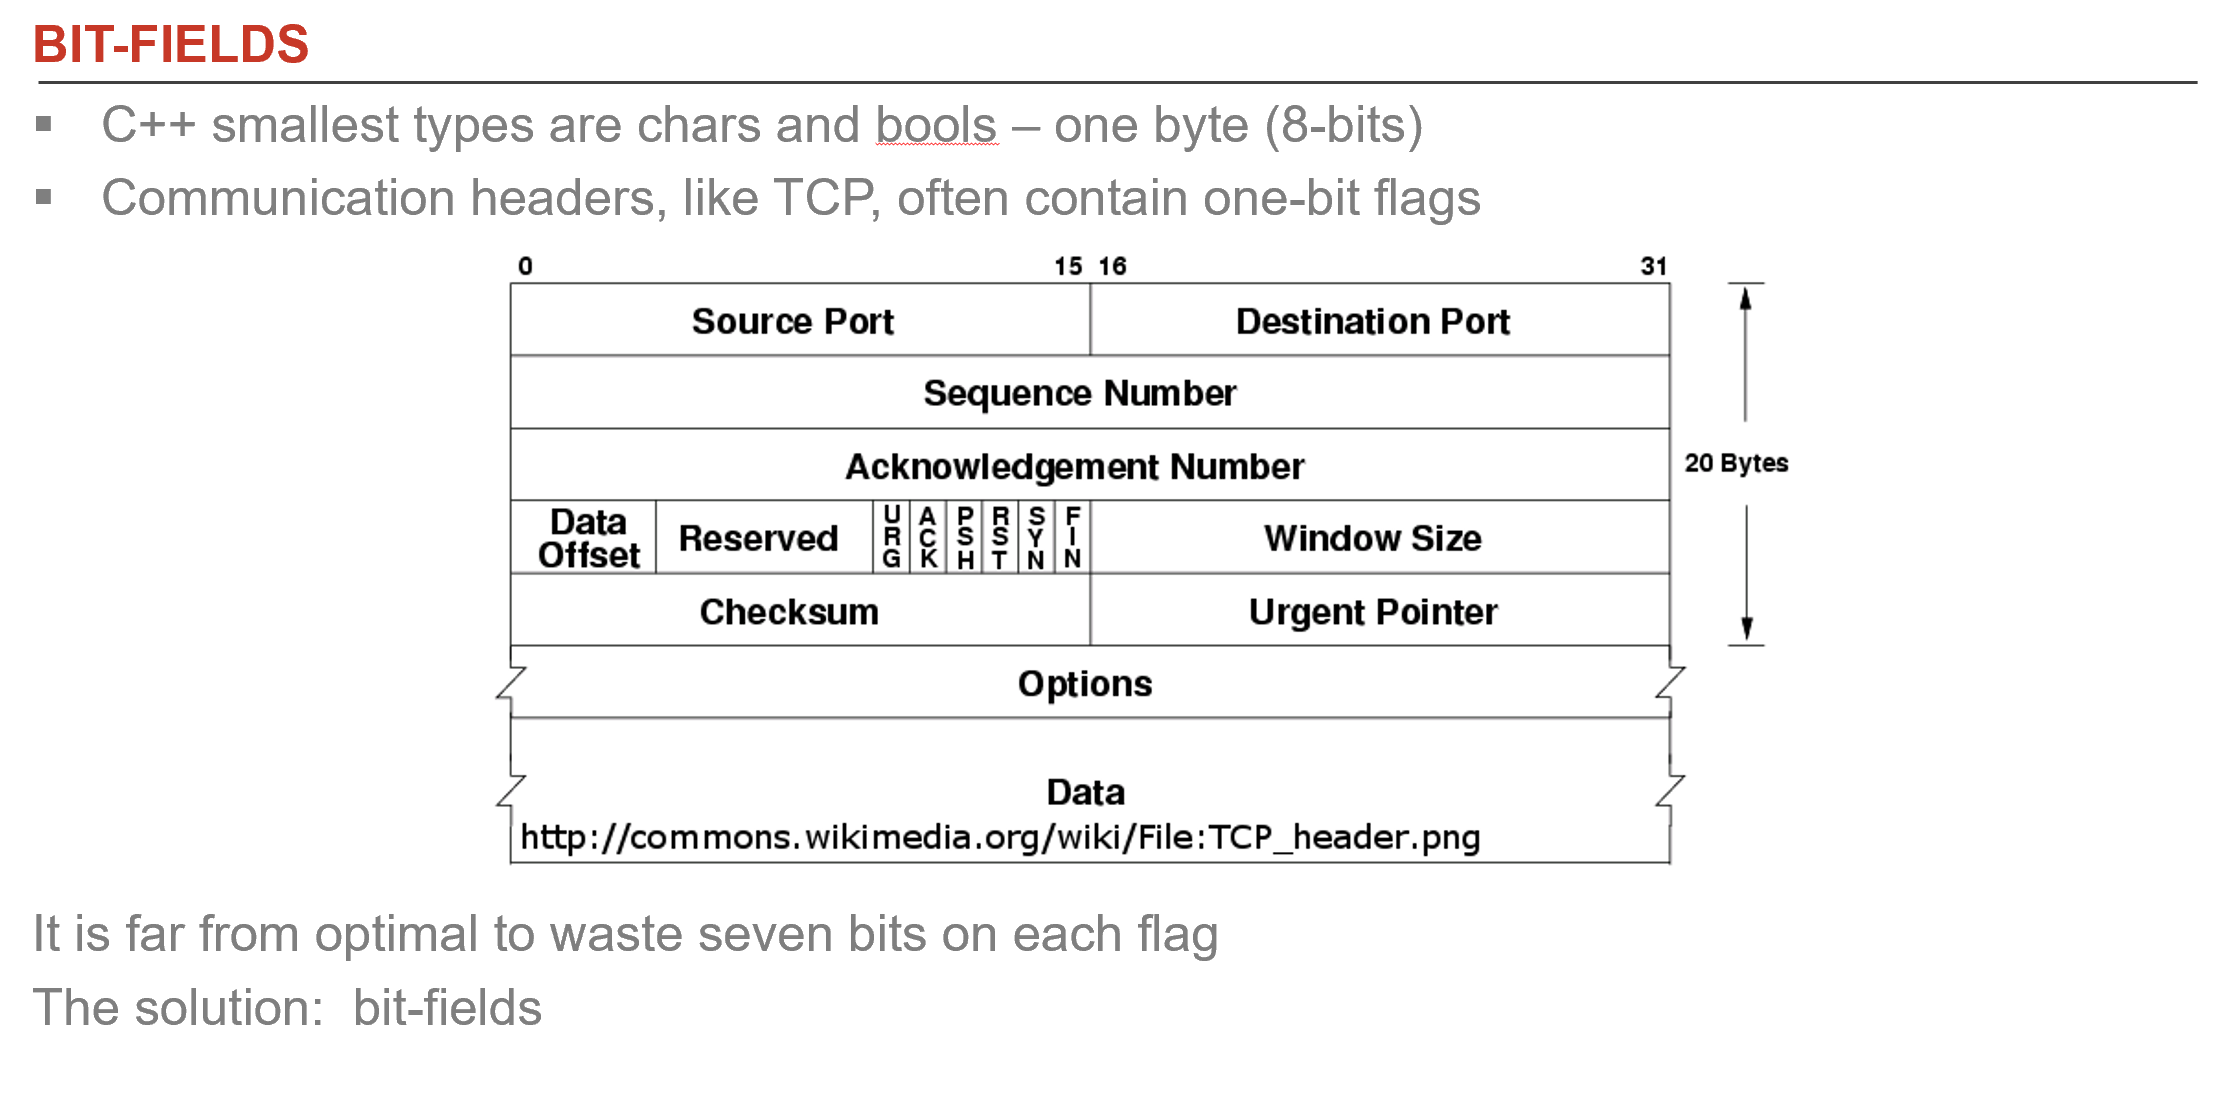 BIT-FIELDS
▪ C++ smallest types are chars and bools – one byte (8-bits)
▪ Communication headers, like TCP, often contain one-bit flags
0 15 16 31
Source Port Destination Port
Sequence Number
Acknowledgement Number
20 Bytes
Data Offset Reserved URG ACK PSH RST SYN FIN Window Size
Checksum Urgent Pointer
Options
Data
http://commons.wikimedia.org/wiki/File:TCP_header.png
It is far from optimal to waste seven bits on each flag
The solution:  bit-fields